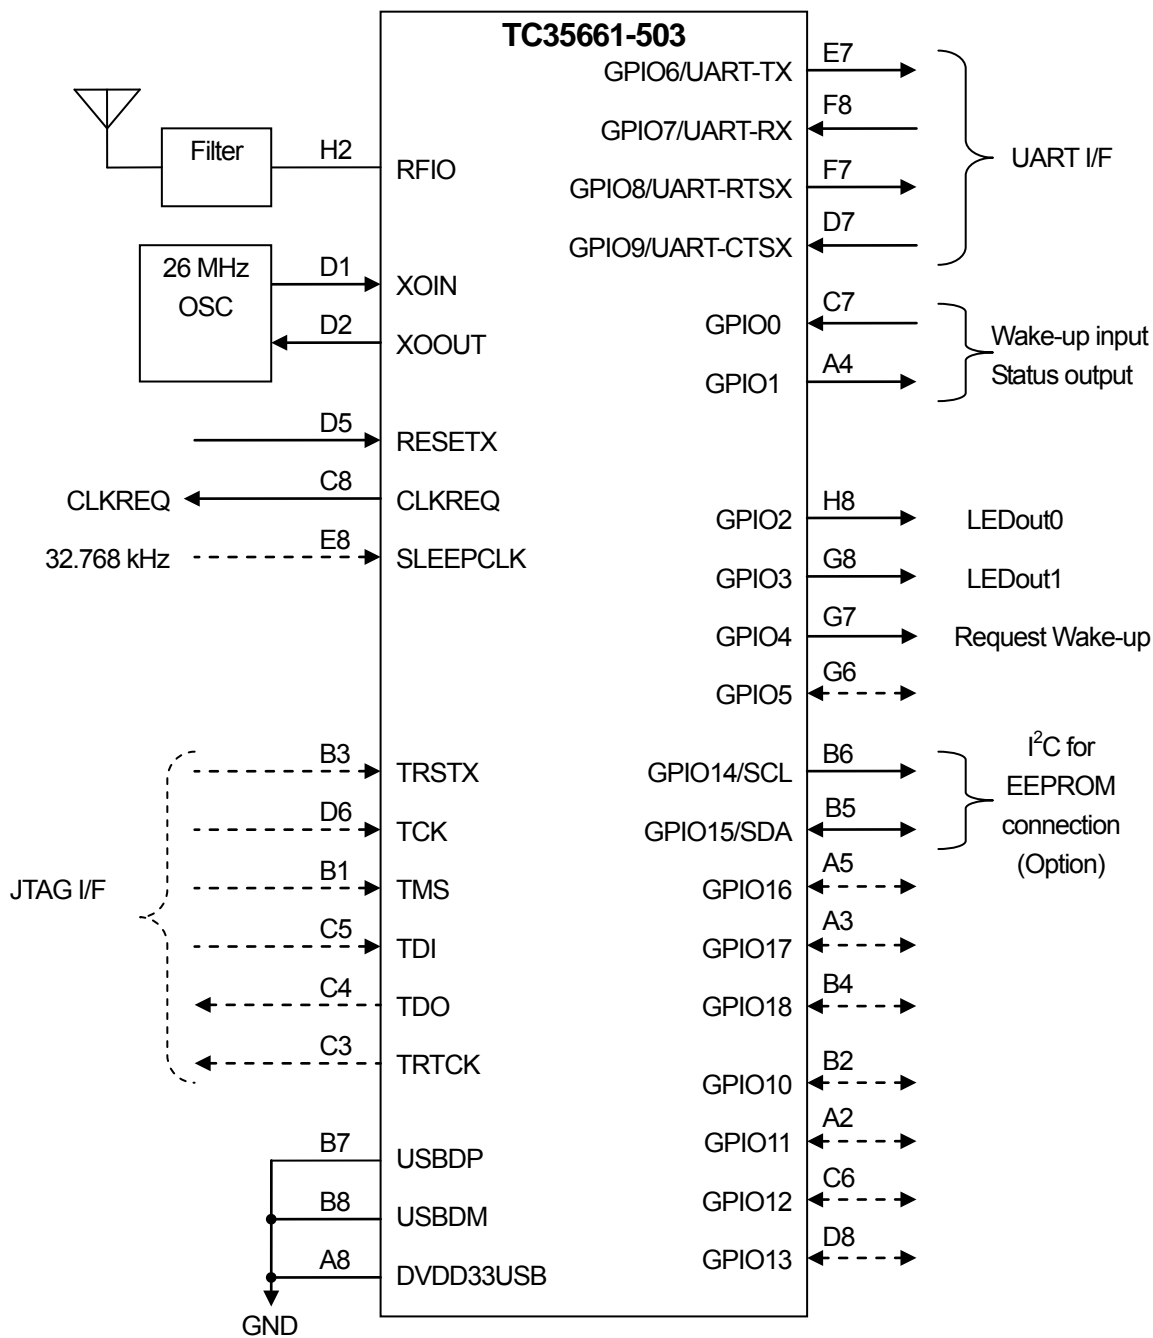 TC35661-503
Filter
H2
RFIO
26 MHz
OSC
D1
XOIN
D2
XOOUT
D5
RESETX
CLKREQ
C8
CLKREQ
32.768 kHz
E8
SLEEPCLK
JTAG I/F
B3
TRSTX
D6
TCK
B1
TMS
C5
TDI
C4
TDO
C3
TRTCK
B7
USBDP
B8
USBDM
A8
DVDD33USB
GND
GPIO6/UART-TX
E7
GPIO7/UART-RX
F8
GPIO8/UART-RTSX
F7
GPIO9/UART-CTSX
D7
UART I/F
GPIO0
C7
GPIO1
A4
Wake-up input
Status output
GPIO2
H8
LEDout0
GPIO3
G8
LEDout1
GPIO4
G7
Request Wake-up
GPIO5
G6
GPIO14/SCL
B6
GPIO15/SDA
B5
I²C for
EEPROM
connection
(Option)
GPIO16
A5
GPIO17
A3
GPIO18
B4
GPIO10
B2
GPIO11
A2
GPIO12
C6
GPIO13
D8